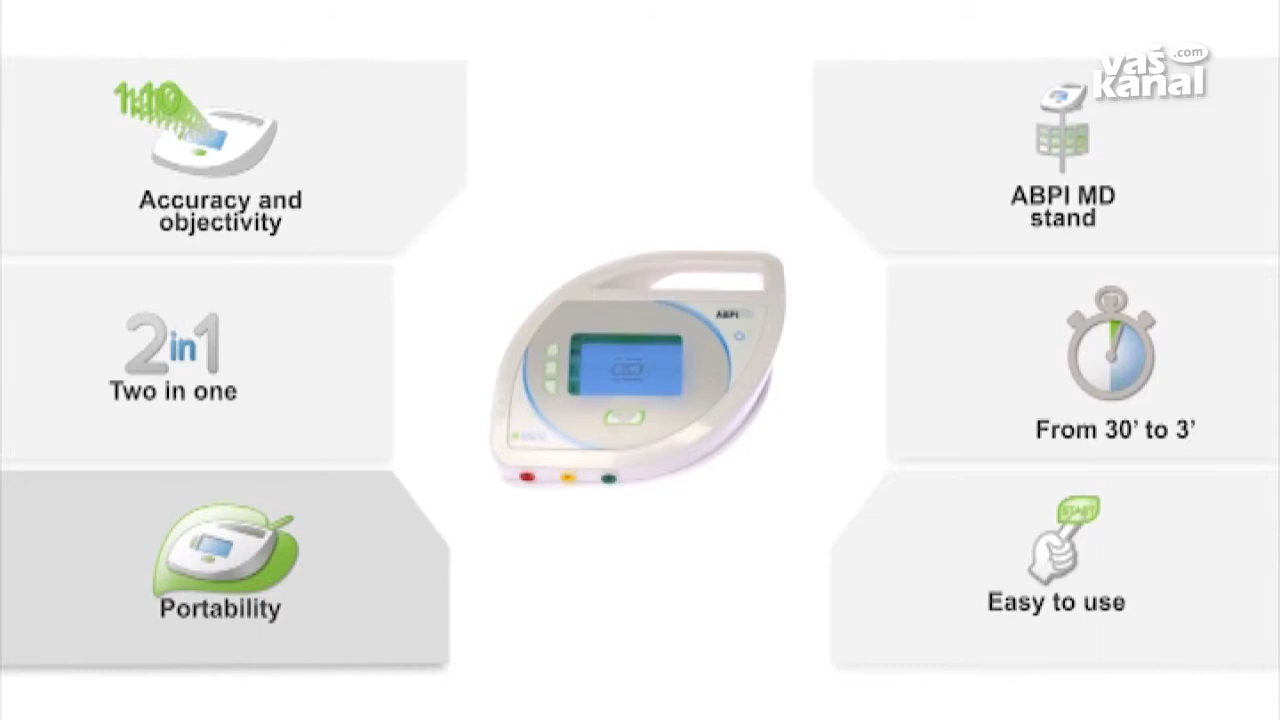 vaš
kanal
.com
1:10
Accuracy and
objectivity
ABPI MD
stand
2in1
Two in one
ABPI
From 30’ to 3’
START
Portability
Easy to use